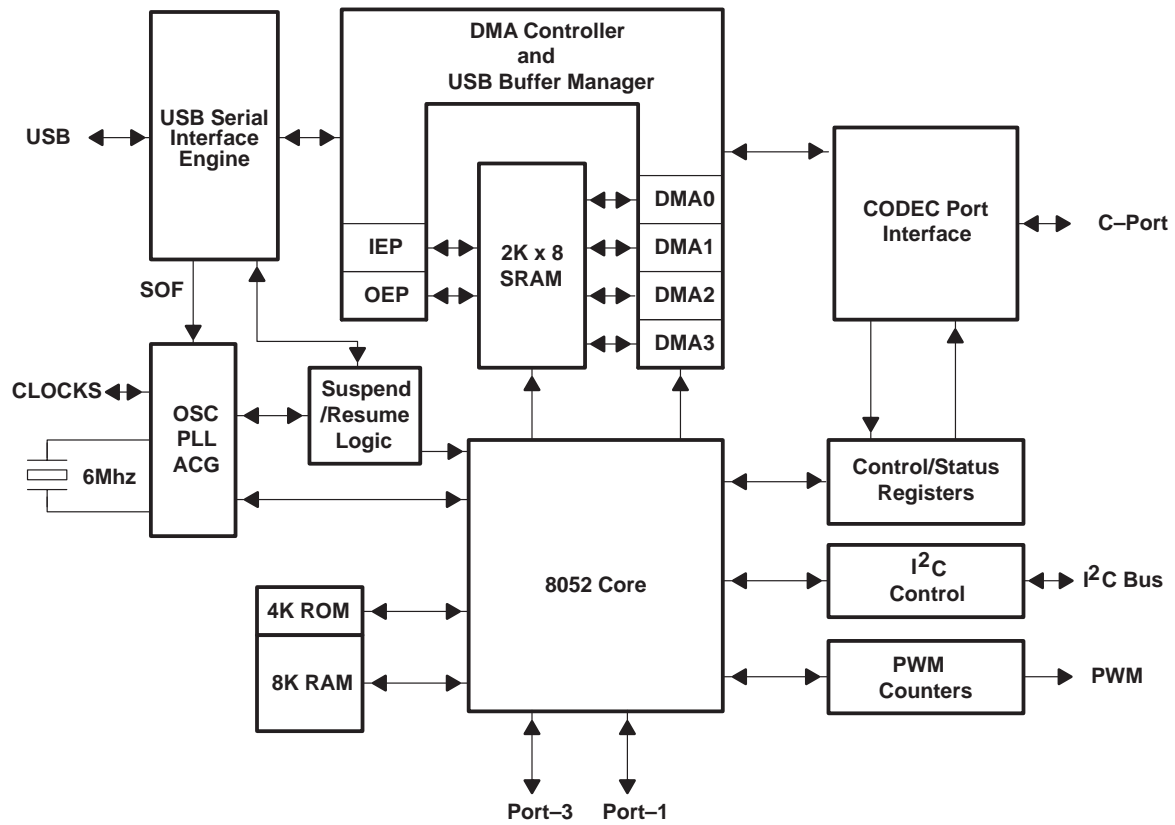 DMA Controller
and
USB Buffer Manager
USB Serial
Interface
Engine
USB
DMA0
DMA1
DMA2
DMA3
IEP
OEP
2K x 8
SRAM
CODEC Port
Interface
C–Port
SOF
CLOCKS
OSC
PLL
ACG
6Mhz
Suspend
/Resume
Logic
Control/Status
Registers
8052 Core
I2C
Control
I2C Bus
4K ROM
8K RAM
PWM
Counters
PWM
Port–3
Port–1